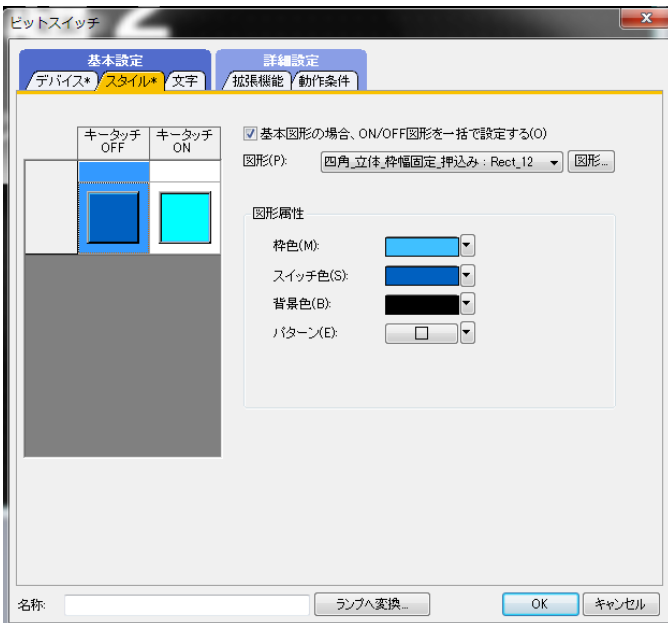 ビットスイッチ
基本設定
詳細設定
デバイス* スタイル* 文字 拡張機能 動作条件
キータッチ OFF
キータッチ ON
基本図形の場合、ON/OFF図形を一括で設定する(O)
図形(P): 四角_立体_枠幅固定_押込み : Rect_12 図形...
図形属性
枠色(M):
スイッチ色(S):
背景色(B):
パターン(E):
名称: ランプへ変換... OK キャンセル